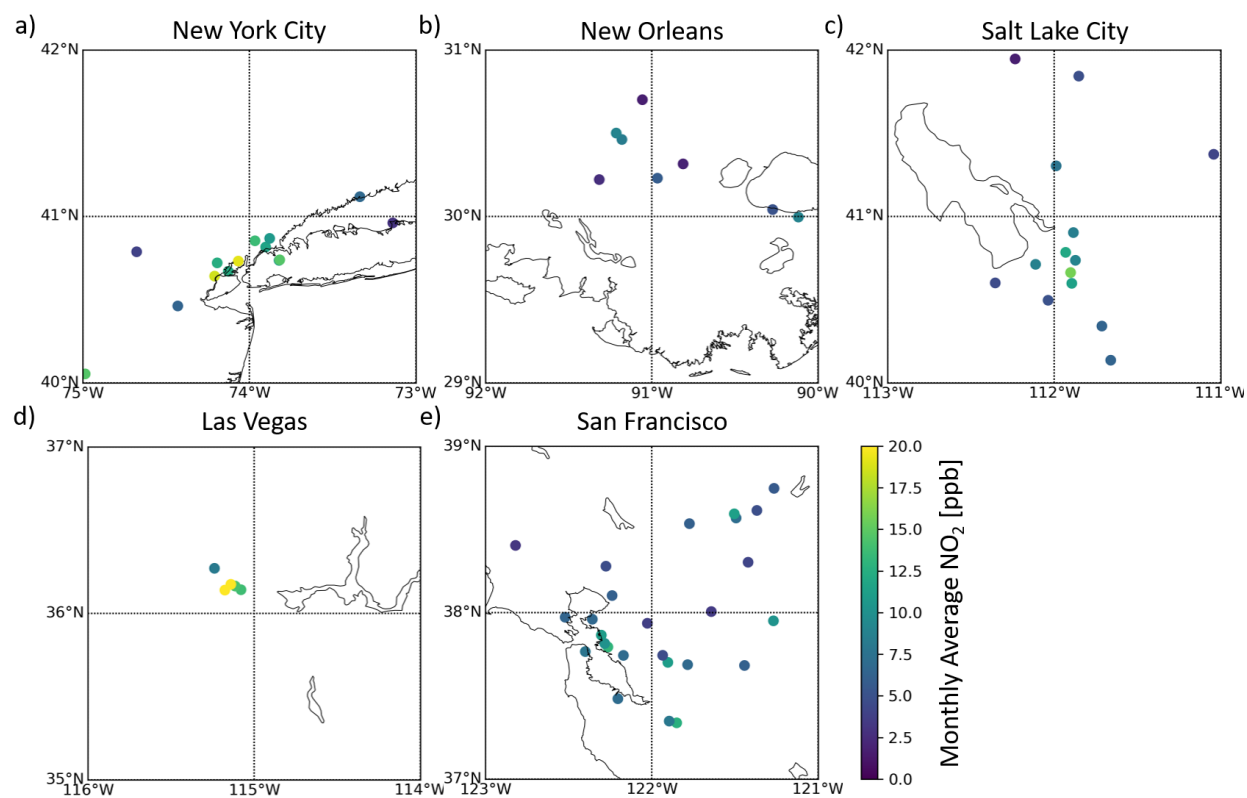 a) New York City
42°N
41°N
40°N
75°W 74°W 73°W
b) New Orleans
31°N
30°N
29°N
92°W 91°W 90°W
c) Salt Lake City
42°N
41°N
40°N
113°W 112°W 111°W
d) Las Vegas
37°N
36°N
35°N
116°W 115°W 114°W
e) San Francisco
39°N
38°N
37°N
123°W 122°W 121°W
20.0
17.5
15.0
12.5
10.0
7.5
5.0
2.5
0.0
Monthly Average NO₂ [ppb]